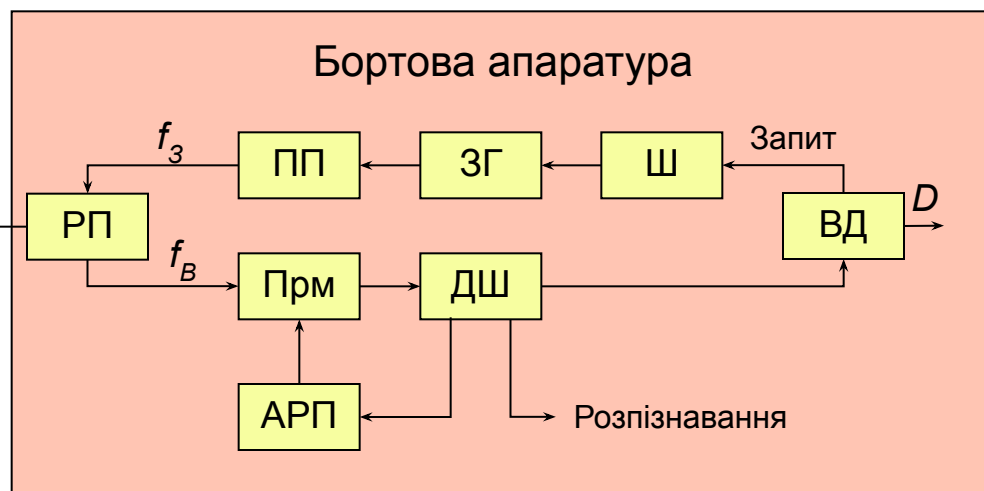 Бортова апаратура
Запит
f_З
ПП
ЗГ
Ш
РП
ВД
D
f_В
Прм
ДШ
АРП
Розпізнавання